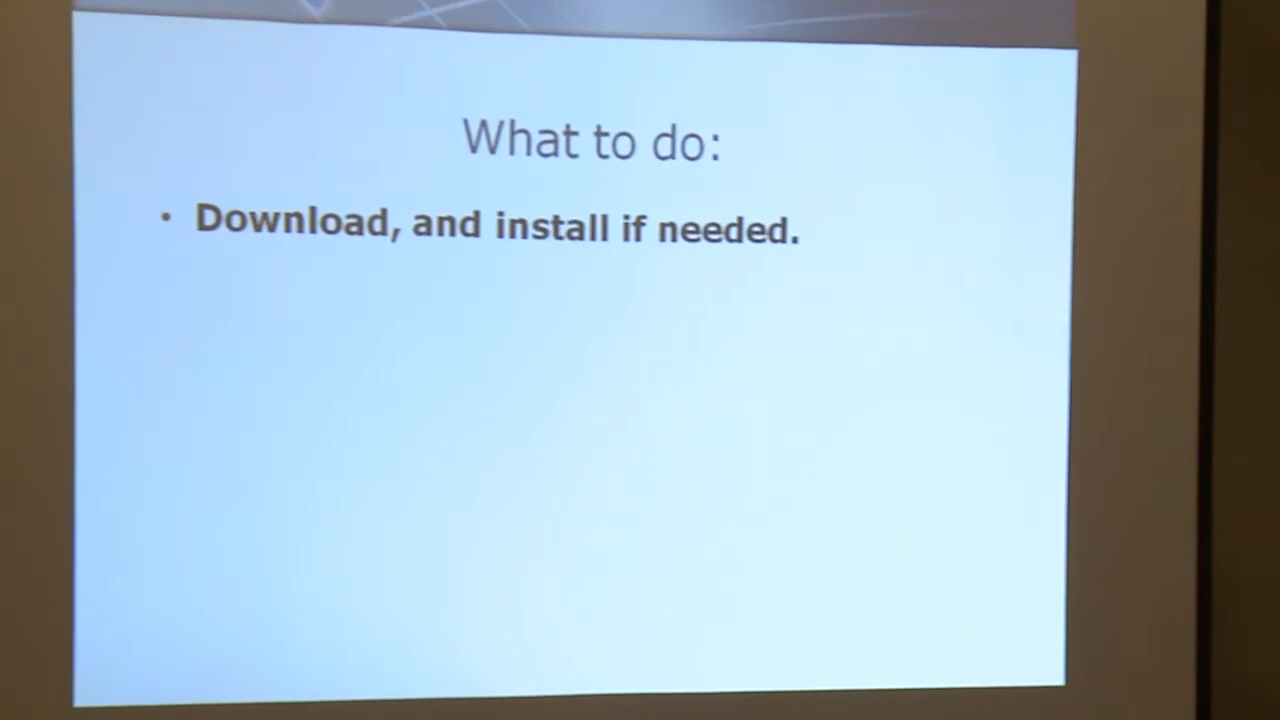 What to do:
• Download, and install if needed.